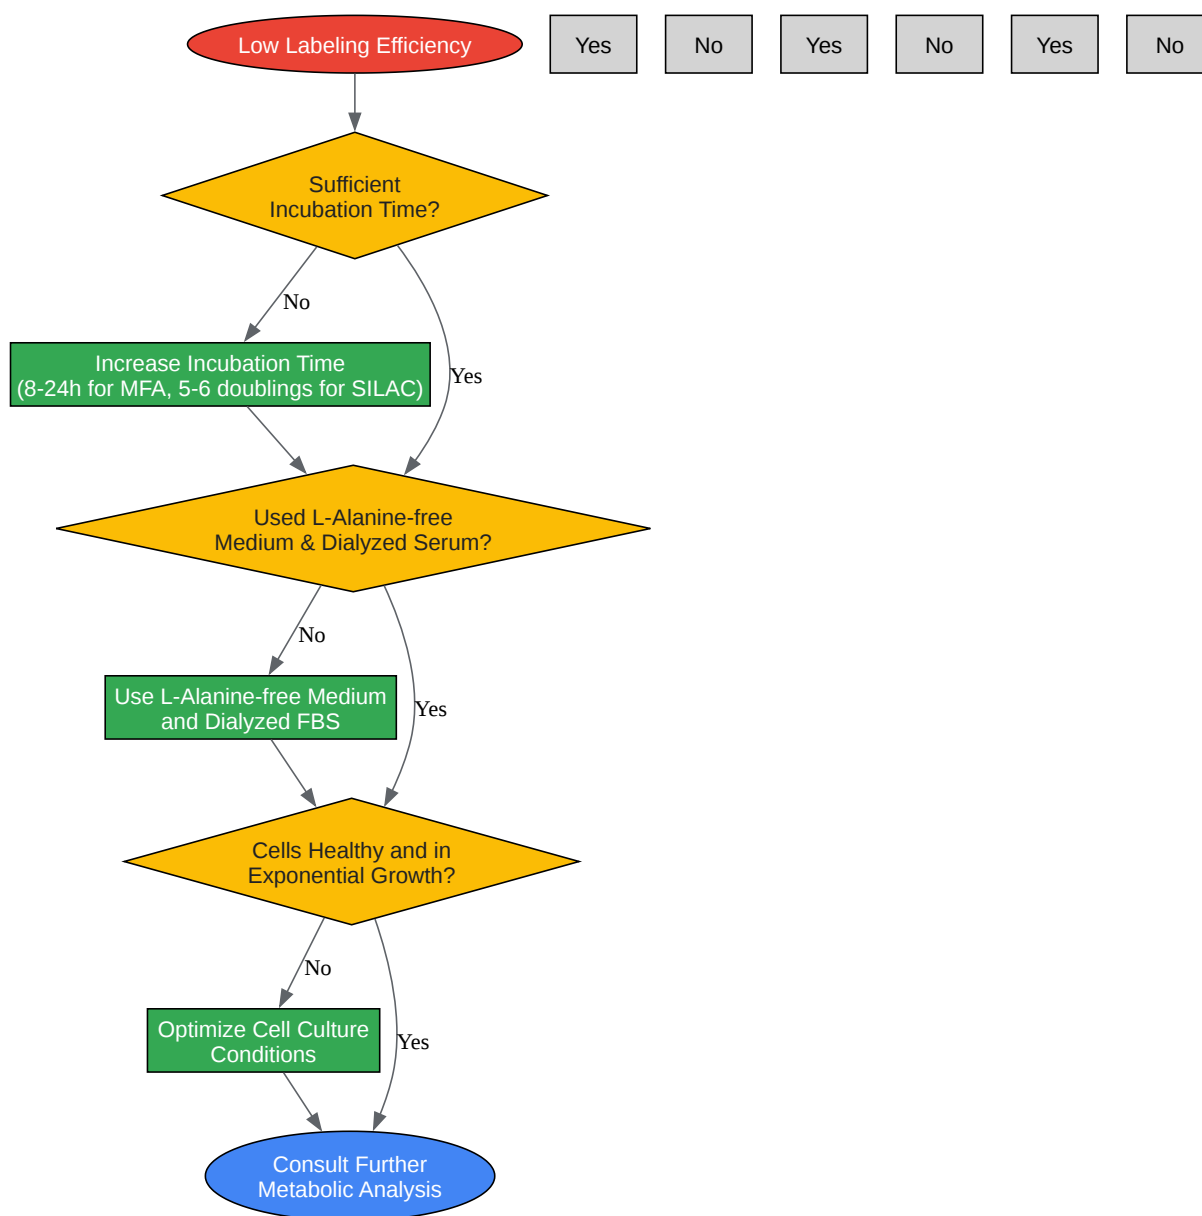 Low Labeling Efficiency
Yes
No
Yes
No
Yes
No
Sufficient
Incubation Time?
No
Increase Incubation Time
(8-24h for MFA, 5-6 doublings for SILAC)
Yes
Used L-Alanine-free
Medium & Dialyzed Serum?
No
Use L-Alanine-free Medium
and Dialyzed FBS
Yes
Cells Healthy and in
Exponential Growth?
No
Optimize Cell Culture
Conditions
Yes
Consult Further
Metabolic Analysis